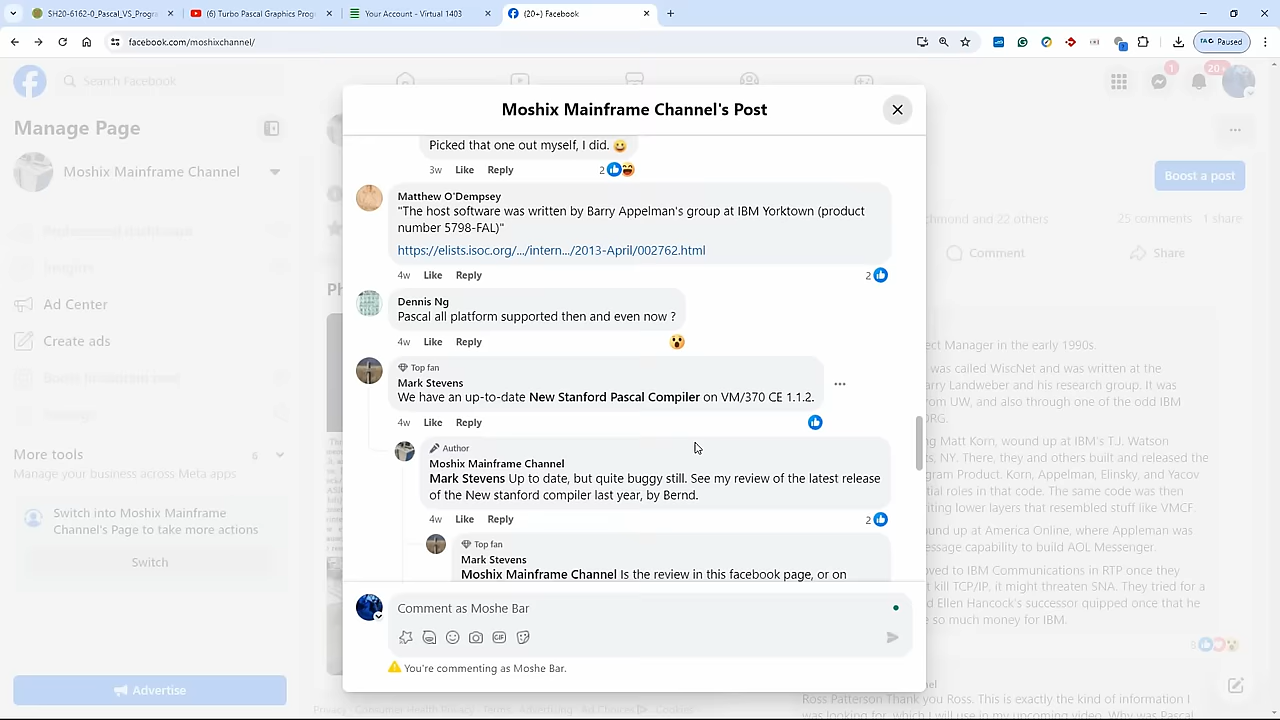 SH20-6162-0_Pascal_VS_Progra
(6) Turbo Pascal Graphics Progr
Your Account - Virtual 1403
(20+) Facebook
facebook.com/moshixchannel/
Paused
Search Facebook
1
20+
Manage Page
Moshix Mainframe Channel
Ad Center
Create ads
More tools
6
Manage your business across Meta apps
Switch into Moshix Mainframe
Channel's Page to take more actions
Switch
Advertise
Moshix Mainframe Channel's Post
Picked that one out myself, I did. 😀
3w Like Reply 2
Matthew O'Dempsey
"The host software was written by Barry Appelman's group at IBM Yorktown (product
number 5798-FAL)"
https://elists.isoc.org/.../intern.../2013-April/002762.html
4w Like Reply 2
Dennis Ng
Pascal all platform supported then and even now ?
4w Like Reply
Top fan
Mark Stevens
We have an up-to-date New Stanford Pascal Compiler on VM/370 CE 1.1.2.
4w Like Reply
Author
Moshix Mainframe Channel
Mark Stevens Up to date, but quite buggy still. See my review of the latest release
of the New stanford compiler last year, by Bernd.
4w Like Reply 2
Top fan
Mark Stevens
Moshix Mainframe Channel Is the review in this facebook page, or on
Comment as Moshe Bar
GIF
You're commenting as Moshe Bar.
Boost a post
chmond and 22 others
25 comments 1 share
Comment
Share
ect Manager in the early 1990s.
was called WiscNet and was written at the
arry Landweber and his research group. It was
rom UW, and also through one of the odd IBM
ORG.
ng Matt Korn, wound up at IBM's T.J. Watson
s, NY. There, they and others built and released the
gram Product. Korn, Appelman, Elinsky, and Yacov
tial roles in that code. The same code was then
iting lower layers that resembled stuff like VMCF.
ound up at America Online, where Appleman was
essage capability to build AOL Messenger.
oved to IBM Communications in RTP once they
t kill TCP/IP, it might threaten SNA. They tried for a
d Ellen Hancock's successor quipped once that he
e so much money for IBM.
nel
Ross Patterson Thank you Ross. This is exactly the kind of information I
was looking for, which I will use in my upcoming video. Why was Pascal